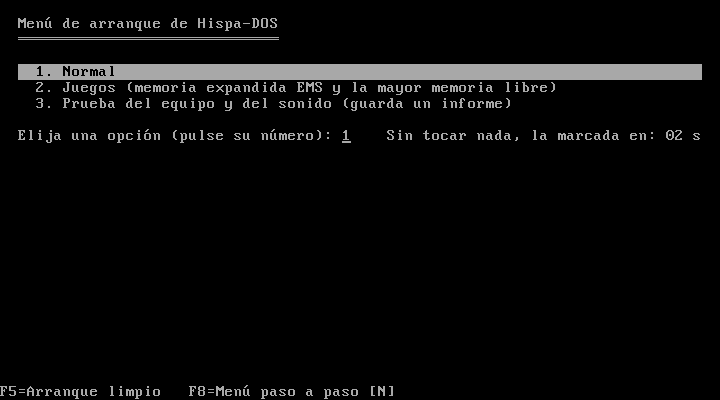 Menú de arranque de Hispa-DOS
1. Normal
2. Juegos (memoria expandida EMS y la mayor memoria libre)
3. Prueba del equipo y del sonido (guarda un informe)
Elija una opción (pulse su número): 1    Sin tocar nada, la marcada en: 02 s
F5=Arranque limpio   F8=Menú paso a paso [N]